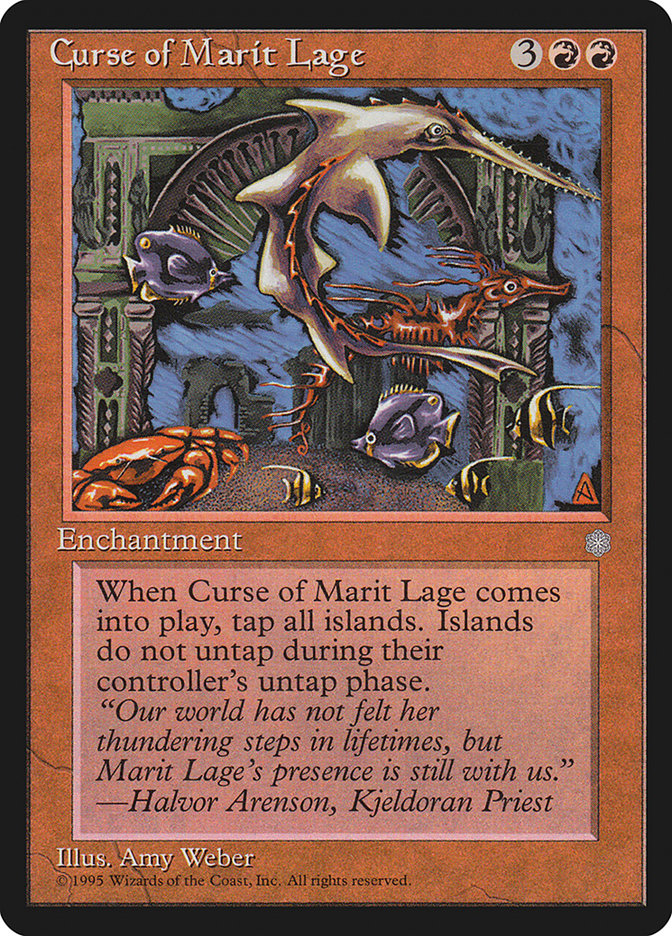 Curse of Marit Lage
3
Enchantment
When Curse of Marit Lage comes
into play, tap all islands. Islands
do not untap during their
controller's untap phase.
"Our world has not felt her
thundering steps in lifetimes, but
Marit Lage's presence is still with us."
—Halvor Arenson, Kjeldoran Priest
Illus. Amy Weber
©1995 Wizards of the Coast, Inc. All rights reserved.